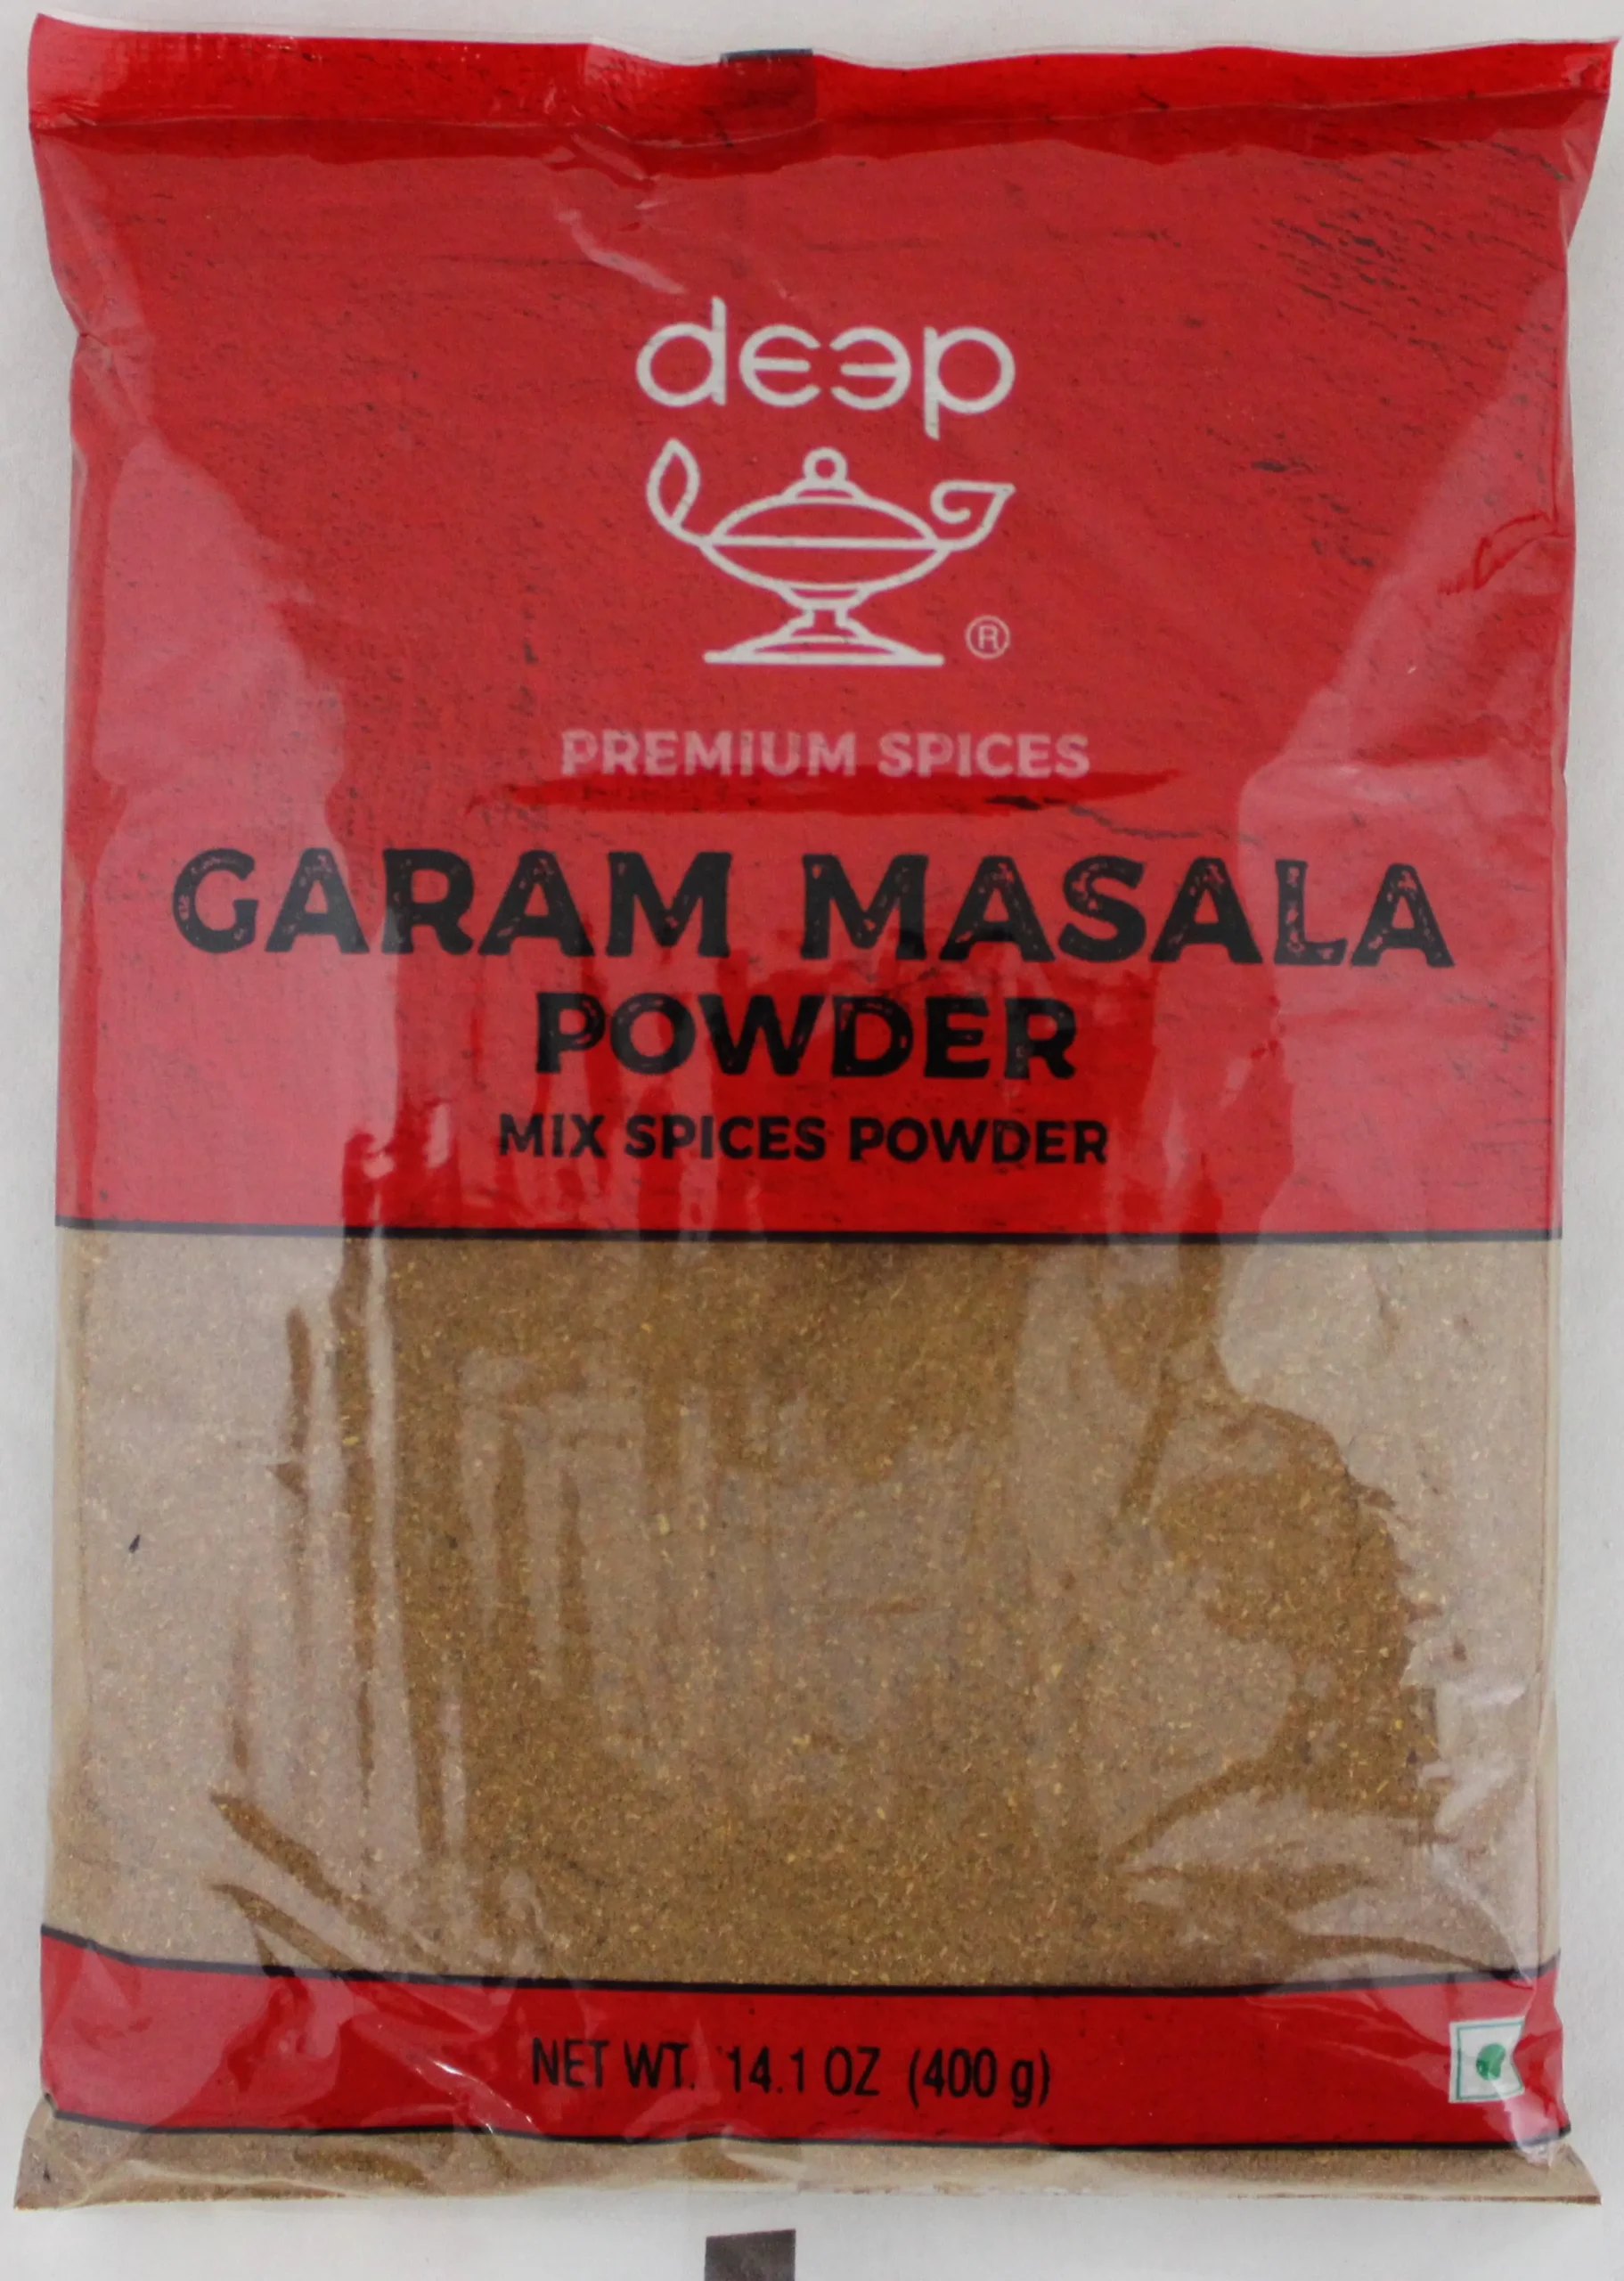 deep
®
PREMIUM SPICES
GARAM MASALA
POWDER
MIX SPICES POWDER
NET WT. 14.1 OZ (400 g)